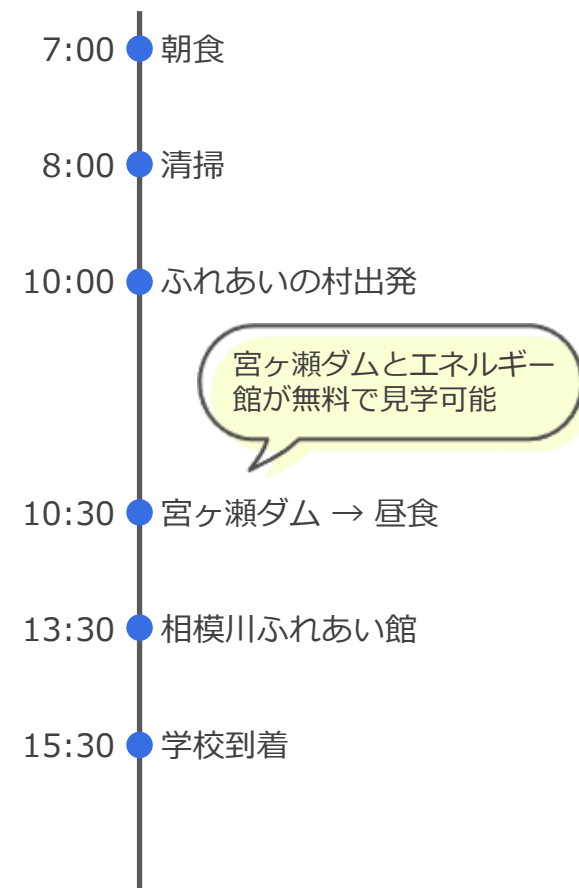 7:00 朝食
8:00 清掃
10:00 ふれあいの村出発
宮ヶ瀬ダムとエネルギー
館が無料で見学可能
10:30 宮ヶ瀬ダム → 昼食
13:30 相模川ふれあい館
15:30 学校到着